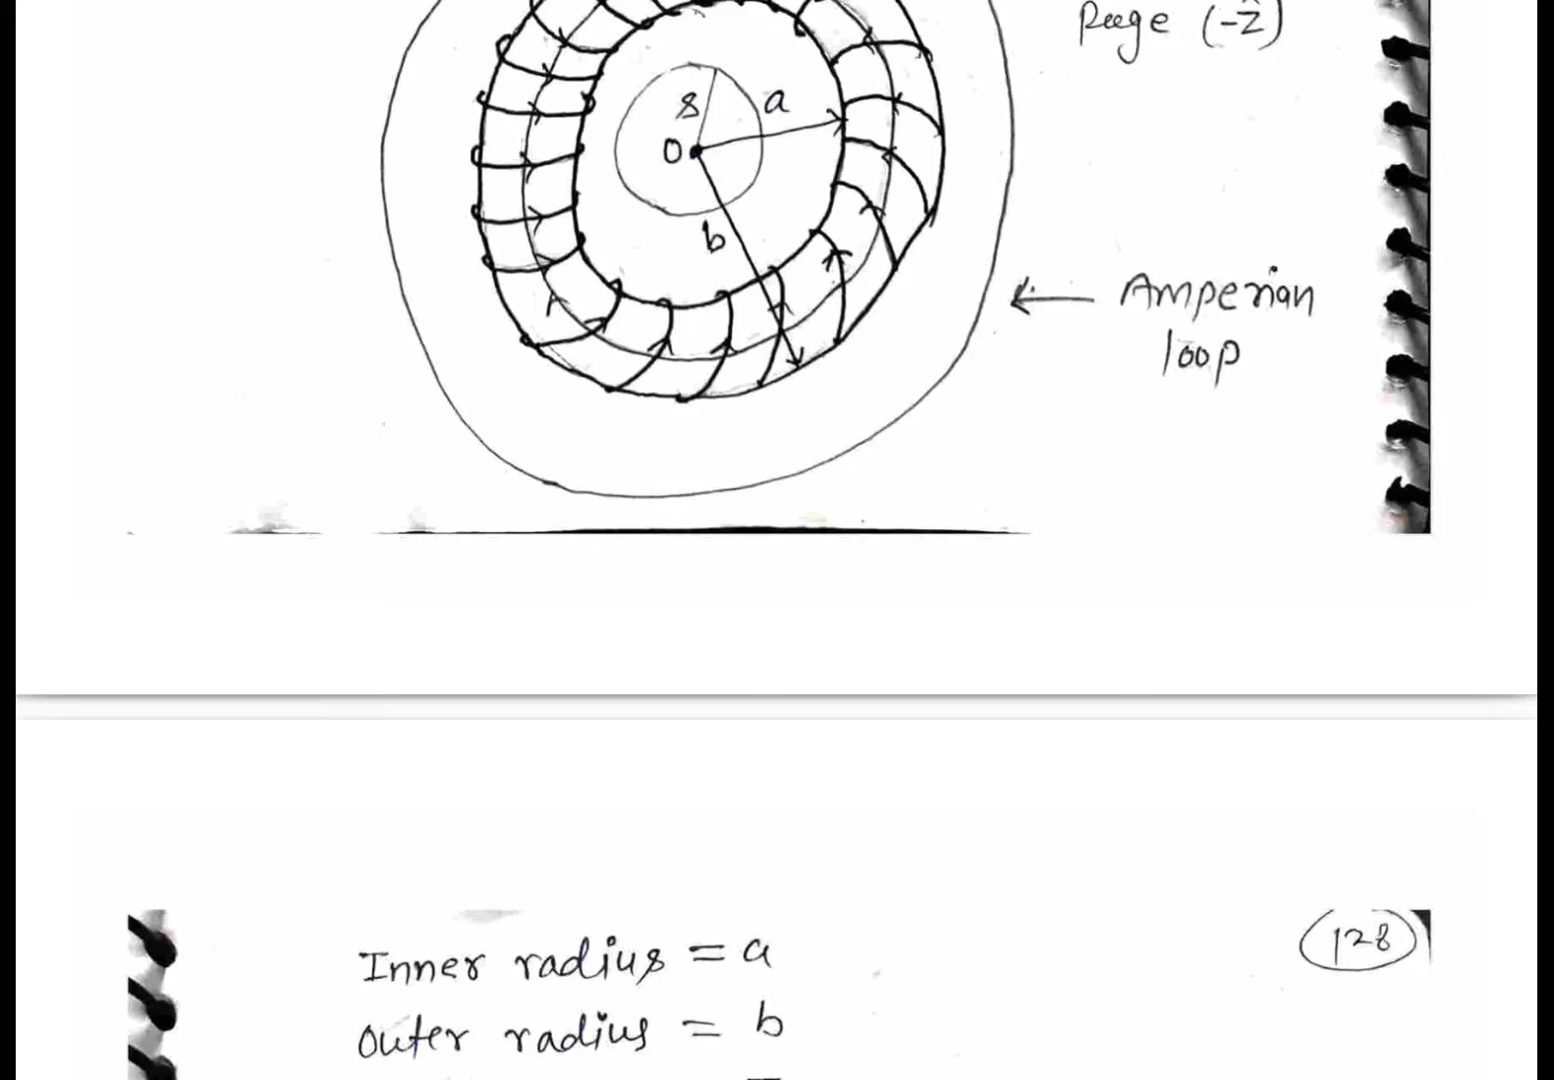 Page (-ẑ)
s
a
O
b
← Amperian
loop
128
Inner radius = a
Outer radius = b